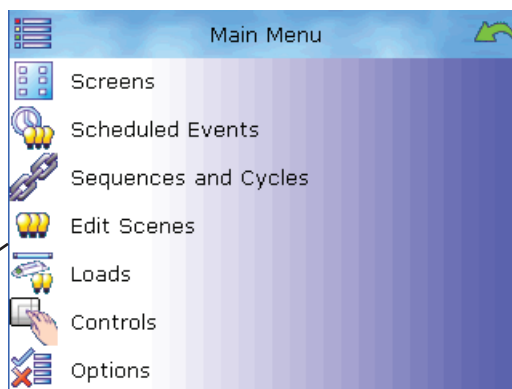 Main Menu
Screens
Scheduled Events
Sequences and Cycles
Edit Scenes
Loads
Controls
Options